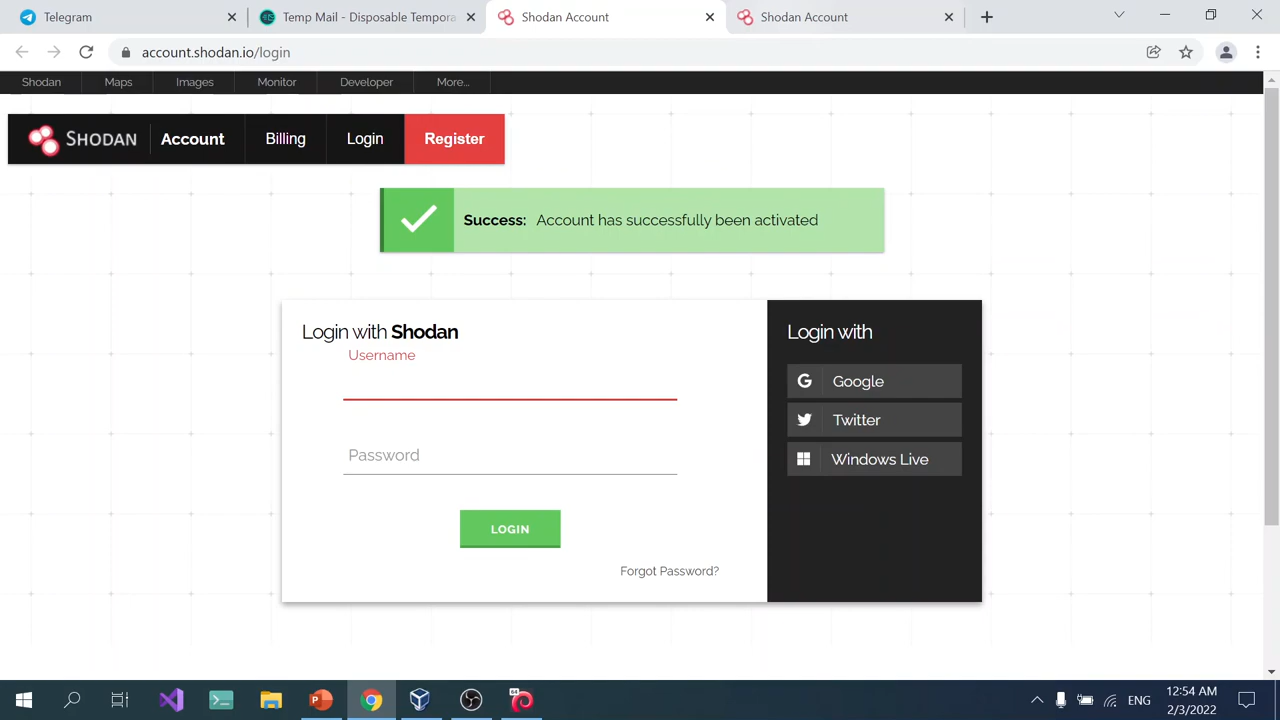 Telegram
Temp Mail - Disposable Tempora
Shodan Account
Shodan Account
account.shodan.io/login
Shodan
Maps
Images
Monitor
Developer
More...
SHODAN
Account
Billing
Login
Register
Success: Account has successfully been activated
Login with Shodan
Username
Password
LOGIN
Forgot Password?
Login with
Google
Twitter
Windows Live
64
ENG
12:54 AM
2/3/2022